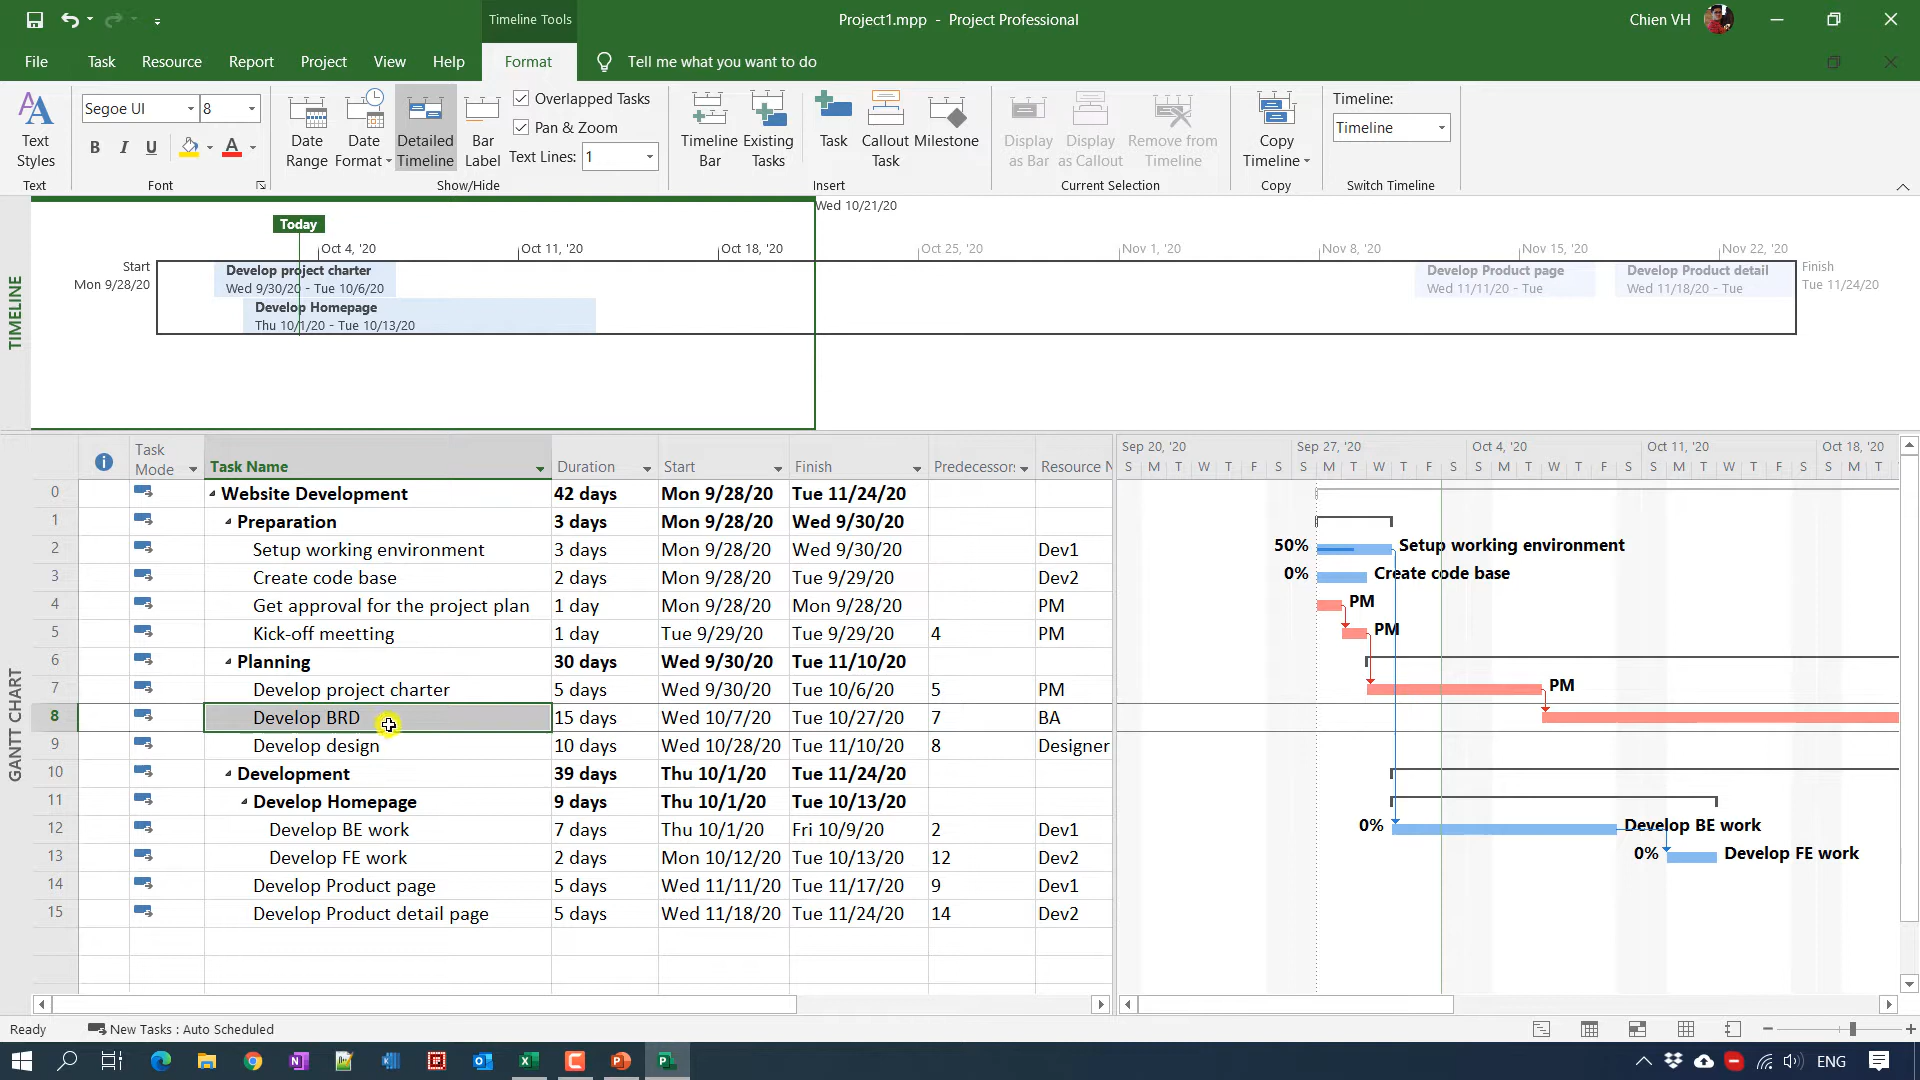 Timeline Tools
Project1.mpp - Project Professional
Chien VH
File Task Resource Report Project View Help Format Tell me what you want to do
Segoe UI 8
Text Styles
Text
B I U A
Font
Date Range
Date Format
Detailed Timeline
Bar Label
Overlapped Tasks
Pan & Zoom
Text Lines: 1
Show/Hide
Timeline Bar
Existing Tasks
Task
Callout Task
Milestone
Insert
Display as Bar
Display as Callout
Remove from Timeline
Current Selection
Copy Timeline
Copy
Timeline:
Timeline
Switch Timeline
TIMELINE
Wed 10/21/20
Today
Oct 4, '20 Oct 11, '20 Oct 18, '20 Oct 25, '20 Nov 1, '20 Nov 8, '20 Nov 15, '20 Nov 22, '20
Start
Mon 9/28/20
Develop project charter
Wed 9/30/20 - Tue 10/6/20
Develop Homepage
Thu 10/1/20 - Tue 10/13/20
Develop Product page
Wed 11/11/20 - Tue
Develop Product detail
Wed 11/18/20 - Tue
Finish
Tue 11/24/20
GANTT CHART
Task Mode Task Name Duration Start Finish Predecessors Resource N
0 Website Development 42 days Mon 9/28/20 Tue 11/24/20
1 Preparation 3 days Mon 9/28/20 Wed 9/30/20
2 Setup working environment 3 days Mon 9/28/20 Wed 9/30/20 Dev1
3 Create code base 2 days Mon 9/28/20 Tue 9/29/20 Dev2
4 Get approval for the project plan 1 day Mon 9/28/20 Mon 9/28/20 PM
5 Kick-off meetting 1 day Tue 9/29/20 Tue 9/29/20 4 PM
6 Planning 30 days Wed 9/30/20 Tue 11/10/20
7 Develop project charter 5 days Wed 9/30/20 Tue 10/6/20 5 PM
8 Develop BRD 15 days Wed 10/7/20 Tue 10/27/20 7 BA
9 Develop design 10 days Wed 10/28/20 Tue 11/10/20 8 Designer
10 Development 39 days Thu 10/1/20 Tue 11/24/20
11 Develop Homepage 9 days Thu 10/1/20 Tue 10/13/20
12 Develop BE work 7 days Thu 10/1/20 Fri 10/9/20 2 Dev1
13 Develop FE work 2 days Mon 10/12/20 Tue 10/13/20 12 Dev2
14 Develop Product page 5 days Wed 11/11/20 Tue 11/17/20 9 Dev1
15 Develop Product detail page 5 days Wed 11/18/20 Tue 11/24/20 14 Dev2
Sep 20, '20 Sep 27, '20 Oct 4, '20 Oct 11, '20 Oct 18, '20
S M T W T F S S M T W T F S S M T W T F S S M T W T F S S M T
50% Setup working environment
0% Create code base
PM
PM
PM
0% Develop BE work
0% Develop FE work
Ready New Tasks : Auto Scheduled
ENG